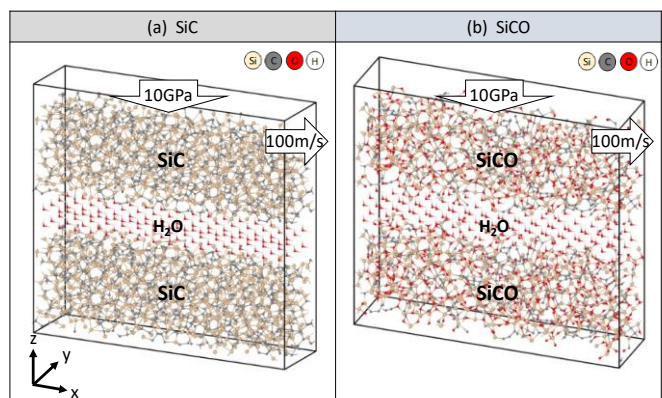 (a) SiC
(b) SiCO
Si C O H
Si C O H
10GPa
10GPa
100m/s
100m/s
SiC
SiCO
H₂O
H₂O
SiC
SiCO
z
y
x